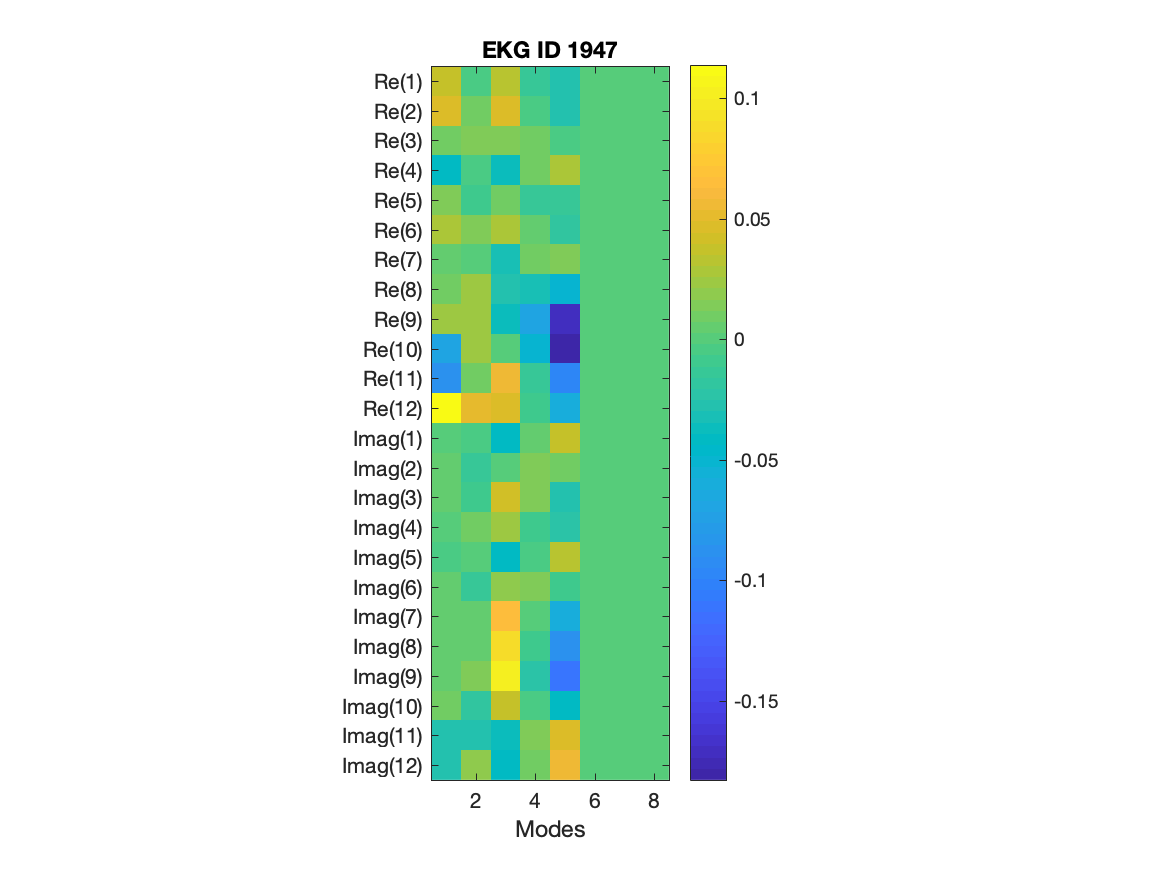 EKG ID 1947
Re(1)
Re(2)
Re(3)
Re(4)
Re(5)
Re(6)
Re(7)
Re(8)
Re(9)
Re(10)
Re(11)
Re(12)
Imag(1)
Imag(2)
Imag(3)
Imag(4)
Imag(5)
Imag(6)
Imag(7)
Imag(8)
Imag(9)
Imag(10)
Imag(11)
Imag(12)
2 4 6 8
Modes
0.1
0.05
0
-0.05
-0.1
-0.15